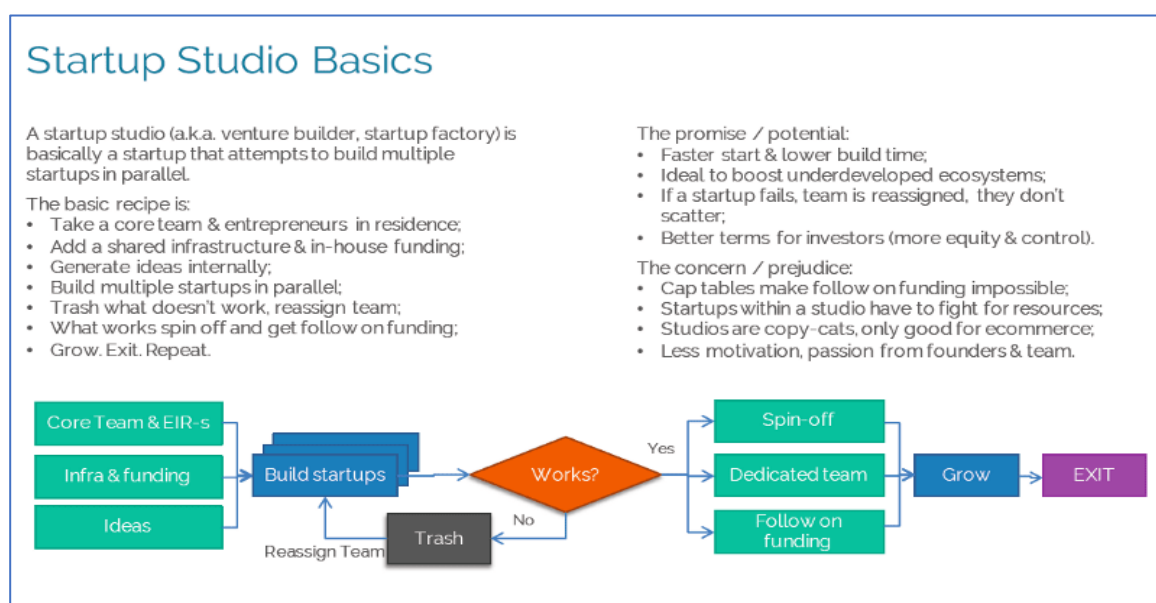 Startup Studio Basics
A startup studio (a.k.a. venture builder, startup factory) is
basically a startup that attempts to build multiple
startups in parallel.
The basic recipe is:
• Take a core team & entrepreneurs in residence;
• Add a shared infrastructure & in-house funding;
• Generate ideas internally;
• Build multiple startups in parallel;
• Trash what doesn't work, reassign team;
• What works spin off and get follow on funding;
• Grow. Exit. Repeat.
The promise / potential:
• Faster start & lower build time;
• Ideal to boost underdeveloped ecosystems;
• If a startup fails, team is reassigned, they don't
scatter;
• Better terms for investors (more equity & control).
The concern / prejudice:
• Cap tables make follow on funding impossible;
• Startups within a studio have to fight for resources;
• Studios are copy-cats, only good for ecommerce;
• Less motivation, passion from founders & team.
Core Team & EIR-s
Infra & funding
Ideas
Build startups
Works?
Yes
No
Trash
Reassign Team
Spin-off
Dedicated team
Follow on
funding
Grow
EXIT